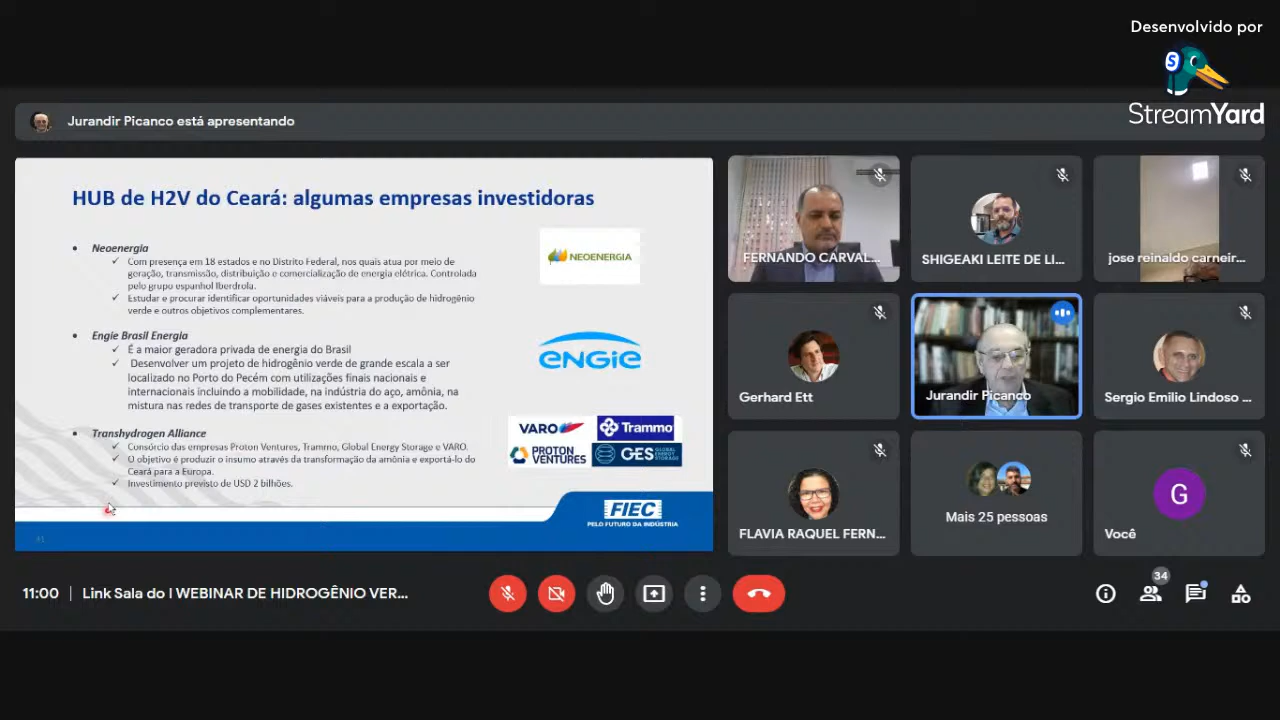 Desenvolvido por
StreamYard
Jurandir Picanco está apresentando
HUB de H2V do Ceará: algumas empresas investidoras
• Neoenergia
✓ Com presença em 18 estados e no Distrito Federal, nos quais atua por meio de
geração, transmissão, distribuição e comercialização de energia elétrica. Controlada
pelo grupo espanhol Iberdrola.
✓ Estudar e procurar identificar oportunidades viáveis para a produção de hidrogênio
verde e outros objetivos complementares.
NEOENERGIA
• Engie Brasil Energia
✓ É a maior geradora privada de energia do Brasil
✓ Desenvolver um projeto de hidrogênio verde de grande escala a ser
localizado no Porto do Pecém com utilizações finais nacionais e
internacionais incluindo a mobilidade, na indústria do aço, amônia, na
mistura nas redes de transporte de gases existentes e a exportação.
ENGIE
• Transhydrogen Alliance
✓ Consórcio das empresas Proton Ventures, Trammo, Global Energy Storage e VARO.
✓ O objetivo é produzir o insumo através da transformação da amônia e exportá-lo do
Ceará para a Europa.
✓ Investimento previsto de USD 2 bilhões.
VARO
Trammo
PROTON
VENTURES
GES GLOBAL
ENERGY
STORAGE
FIEC
PELO FUTURO DA INDÚSTRIA
FERNANDO CARVAL...
SHIGEAKI LEITE DE LI...
jose reinaldo carneir...
Gerhard Ett
Jurandir Picanco
Sergio Emilio Lindoso ...
FLAVIA RAQUEL FERN...
Mais 25 pessoas
G
Você
11:00 | Link Sala do I WEBINAR DE HIDROGÊNIO VER...
34